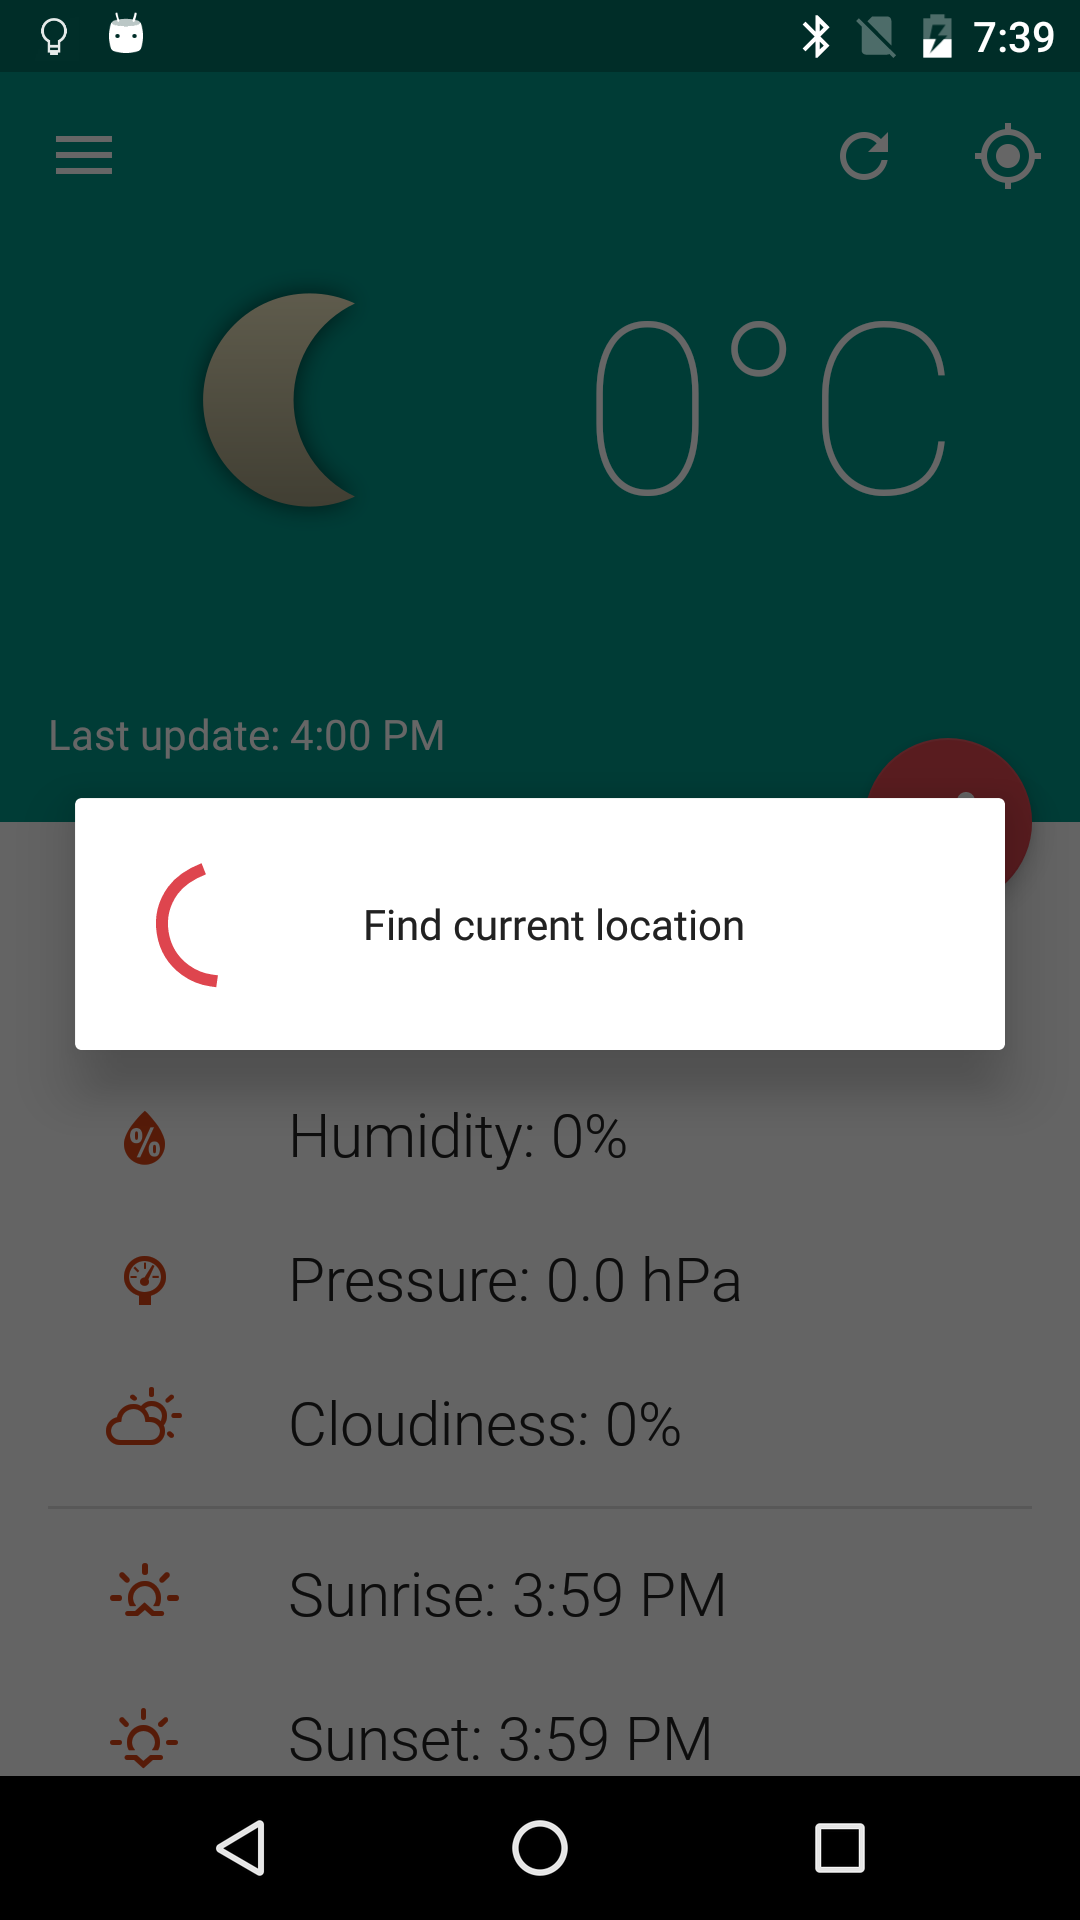 7:39
0°C
Last update: 4:00 PM
Find current location
Humidity: 0%
Pressure: 0.0 hPa
Cloudiness: 0%
Sunrise: 3:59 PM
Sunset: 3:59 PM